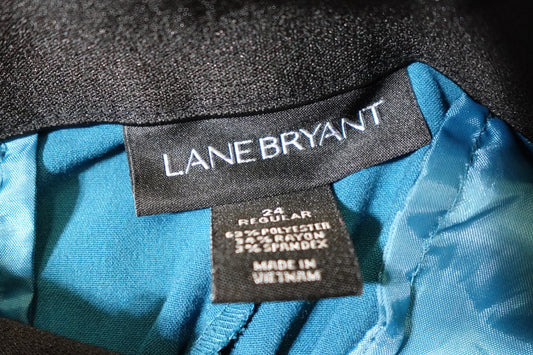 LANE BRYANT
24
REGULAR
63% POLYESTER
34% RAYON
3% SPANDEX
MADE IN
VIETNAM